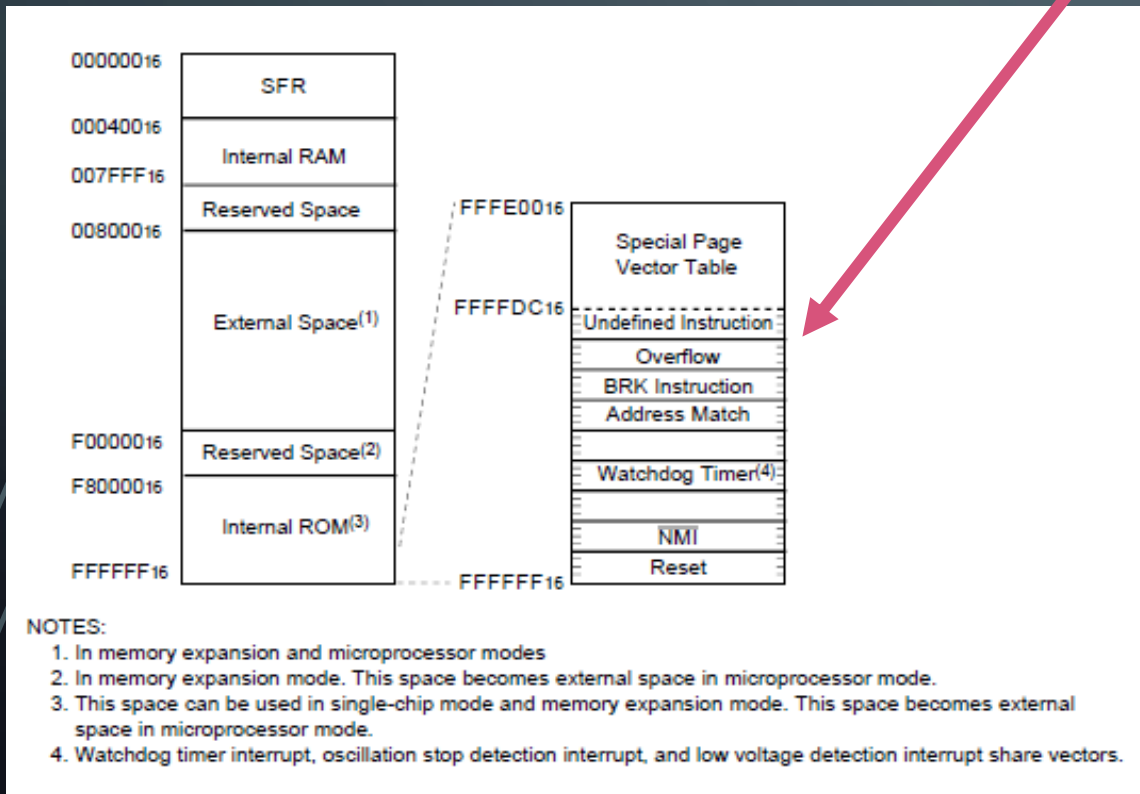 00000016
SFR
00040016
Internal RAM
007FFF16
Reserved Space
00800016
External Space(1)
F0000016
Reserved Space(2)
F8000016
Internal ROM(3)
FFFFFF16
FFFE0016
Special Page
Vector Table
FFFFDC16
Undefined Instruction
Overflow
BRK Instruction
Address Match
Watchdog Timer(4)
NMI
Reset
FFFFFF16
NOTES:
1. In memory expansion and microprocessor modes
2. In memory expansion mode. This space becomes external space in microprocessor mode.
3. This space can be used in single-chip mode and memory expansion mode. This space becomes external
space in microprocessor mode.
4. Watchdog timer interrupt, oscillation stop detection interrupt, and low voltage detection interrupt share vectors.